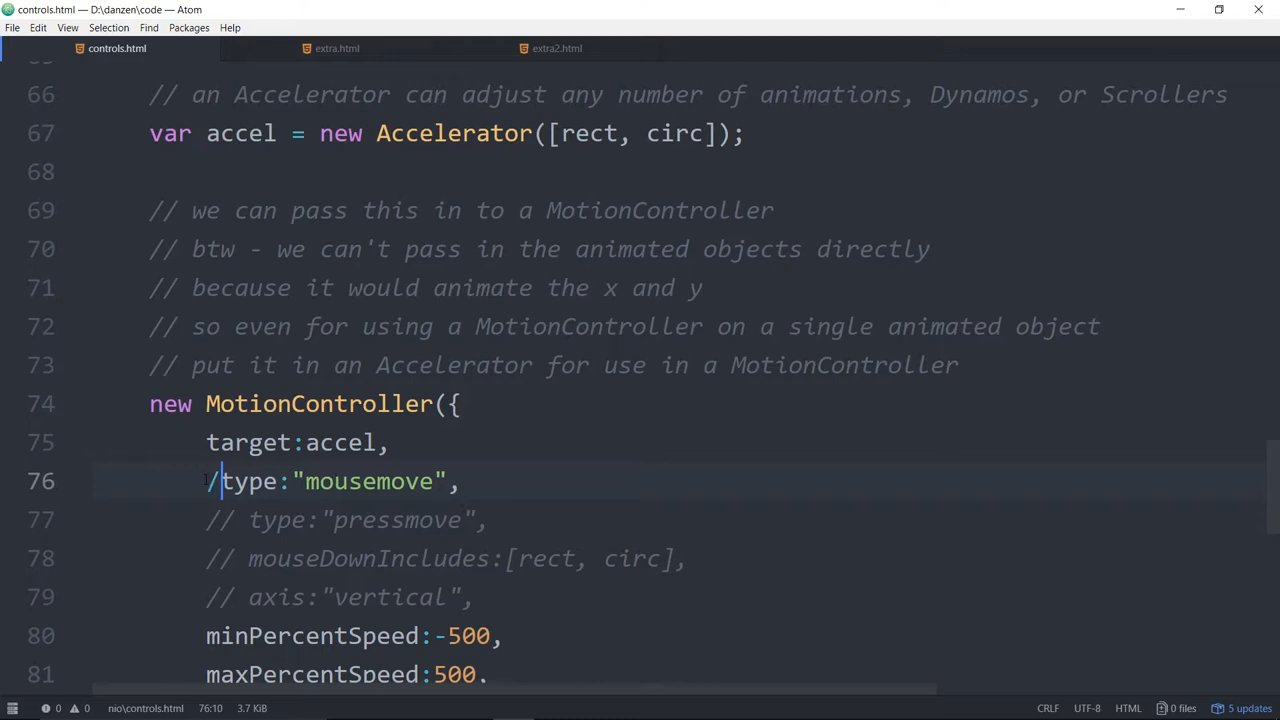 controls.html — D:\danzen\code — Atom
File Edit View Selection Find Packages Help
controls.html extra.html extra2.html
66 // an Accelerator can adjust any number of animations, Dynamos, or Scrollers
67 var accel = new Accelerator([rect, circ]);
68
69 // we can pass this in to a MotionController
70 // btw - we can't pass in the animated objects directly
71 // because it would animate the x and y
72 // so even for using a MotionController on a single animated object
73 // put it in an Accelerator for use in a MotionController
74 new MotionController({
75 target:accel,
76 /type:"mousemove",
77 // type:"pressmove",
78 // mouseDownIncludes:[rect, circ],
79 // axis:"vertical",
80 minPercentSpeed:-500,
81 maxPercentSpeed:500,
0 0 nio\controls.html 76:10 3.7 KiB CRLF UTF-8 HTML 0 files 5 updates